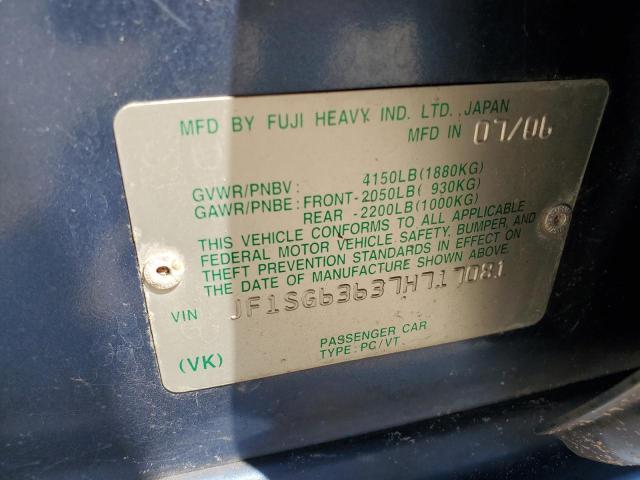 MFD BY FUJI HEAVY IND. LTD. JAPAN
MFD IN 07/06
GVWR/PNBV : 4150LB(1880KG)
GAWR/PNBE : FRONT-2050LB( 930KG)
REAR -2200LB(1000KG)
THIS VEHICLE CONFORMS TO ALL APPLICABLE
FEDERAL MOTOR VEHICLE SAFETY, BUMPER, AND
THEFT PREVENTION STANDARDS IN EFFECT ON
THE DATE OF MANUFACTURE SHOWN ABOVE.
VIN JF1SG63637H717081
PASSENGER CAR
(VK) TYPE: PC/VT